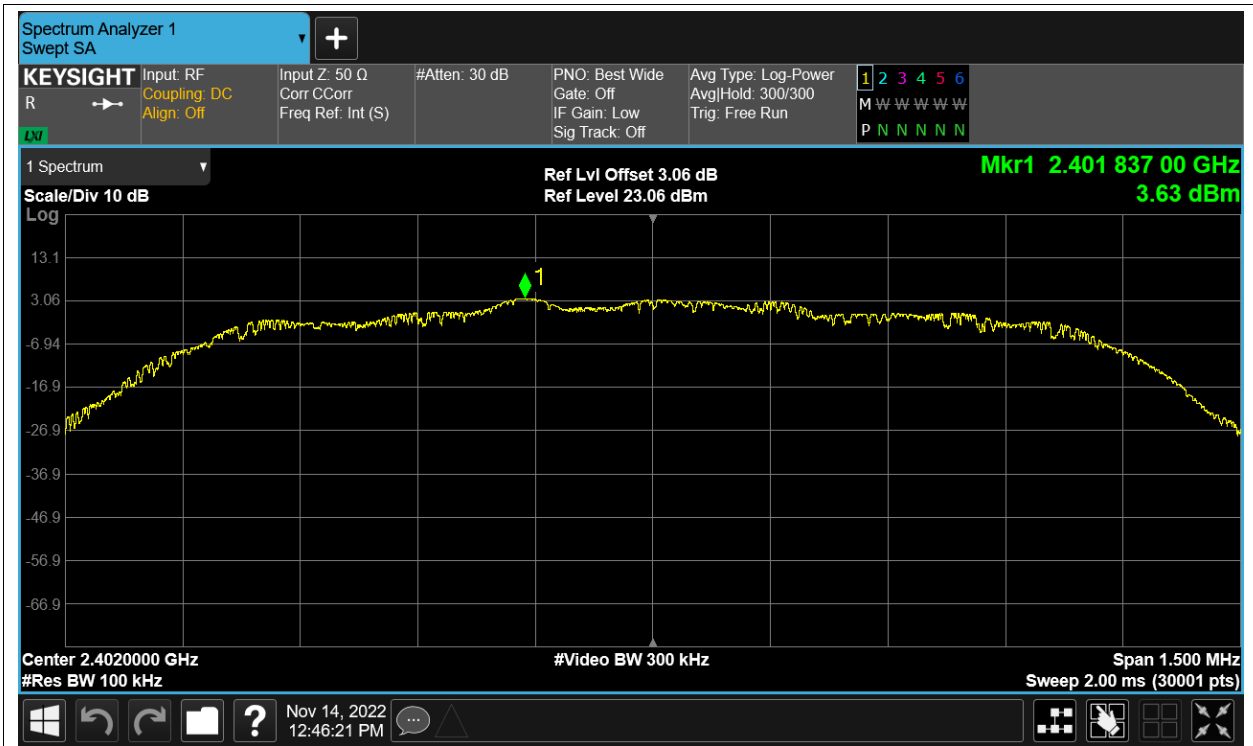 Spectrum Analyzer 1
Swept SA
+
KEYSIGHT
R
LXI
Input: RF
Coupling: DC
Align: Off
Input Z: 50 Ω
Corr CCorr
Freq Ref: Int (S)
#Atten: 30 dB
PNO: Best Wide
Gate: Off
IF Gain: Low
Sig Track: Off
Avg Type: Log-Power
Avg|Hold: 300/300
Trig: Free Run
1 2 3 4 5 6
M W W W W W
P N N N N N
1 Spectrum
Scale/Div 10 dB
Log
Ref Lvl Offset 3.06 dB
Ref Level 23.06 dBm
Mkr1 2.401 837 00 GHz
3.63 dBm
1
13.1
3.06
-6.94
-16.9
-26.9
-36.9
-46.9
-56.9
-66.9
Center 2.4020000 GHz
#Res BW 100 kHz
#Video BW 300 kHz
Span 1.500 MHz
Sweep 2.00 ms (30001 pts)
?
Nov 14, 2022
12:46:21 PM